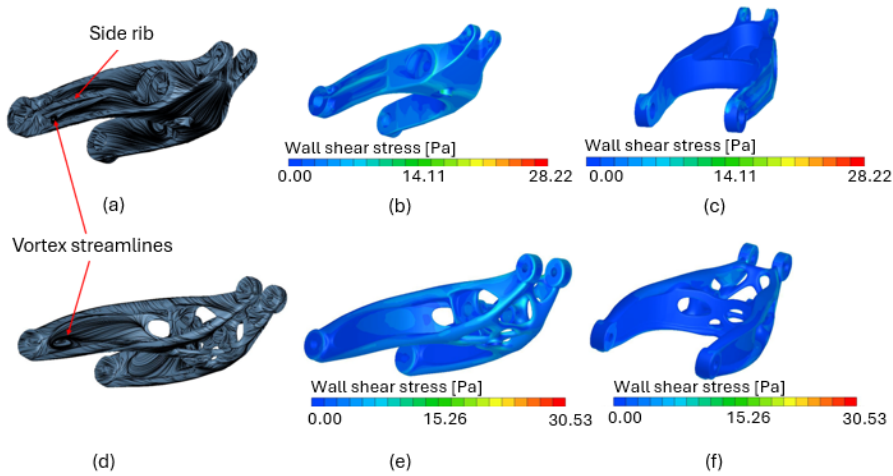 Side rib
Wall shear stress [Pa]
0.00 14.11 28.22
Wall shear stress [Pa]
0.00 14.11 28.22
(a)
(b)
(c)
Vortex streamlines
Wall shear stress [Pa]
0.00 15.26 30.53
Wall shear stress [Pa]
0.00 15.26 30.53
(d)
(e)
(f)